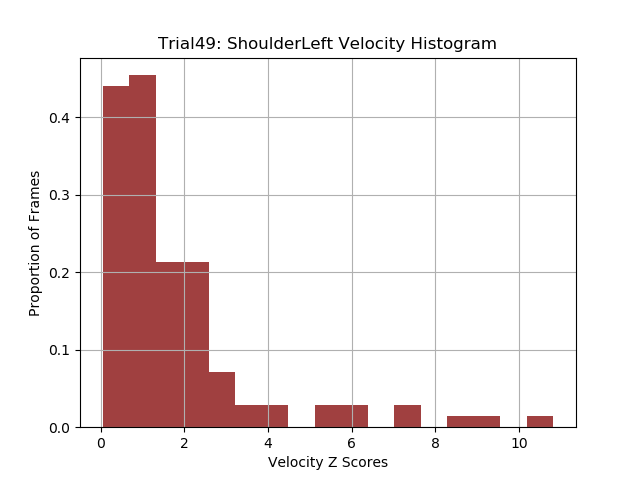 Trial49: ShoulderLeft Velocity Histogram
0.4
0.3
0.2
0.1
0.0
Proportion of Frames
0 2 4 6 8 10
Velocity Z Scores